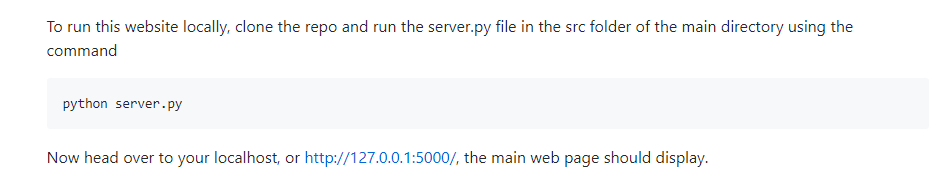 To run this website locally, clone the repo and run the server.py file in the src folder of the main directory using the
command
python server.py
Now head over to your localhost, or http://127.0.0.1:5000/, the main web page should display.